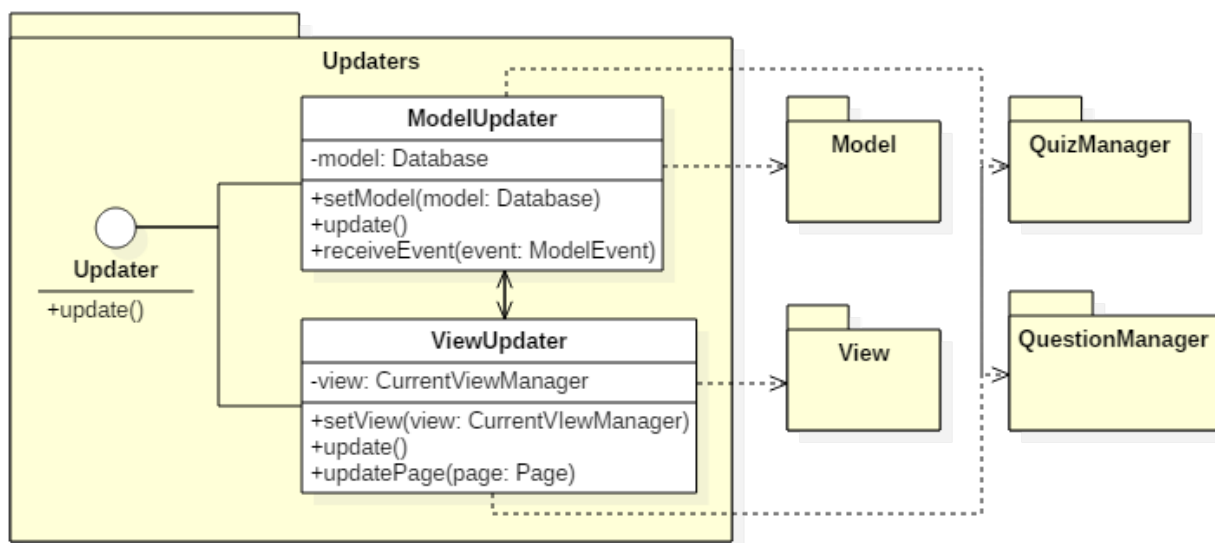 Updaters
ModelUpdater
-model: Database
+setModel(model: Database)
+update()
+receiveEvent(event: ModelEvent)
Updater
+update()
ViewUpdater
-view: CurrentViewManager
+setView(view: CurrentVIewManager)
+update()
+updatePage(page: Page)
Model
QuizManager
View
QuestionManager